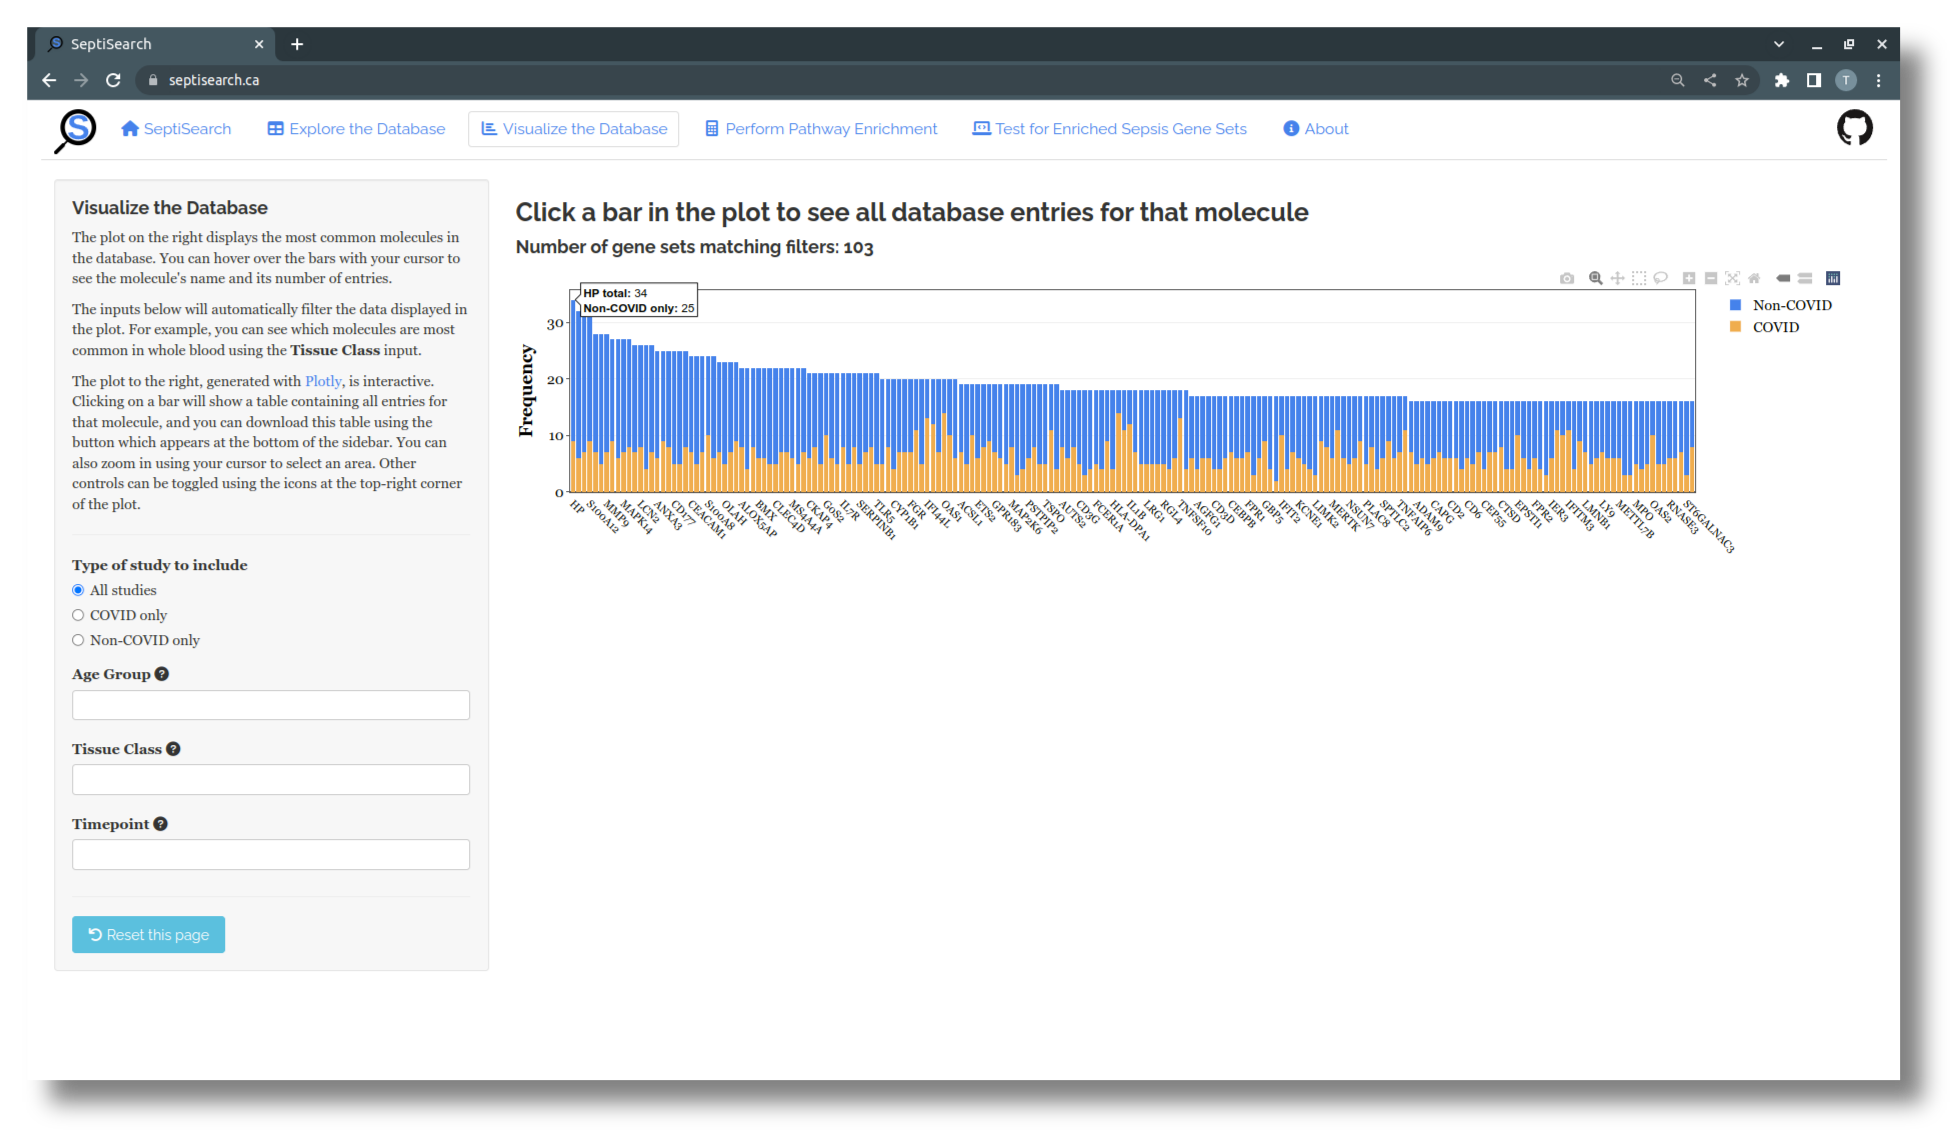 SeptiSearch
septisearch.ca
T
S
SeptiSearch
Explore the Database
Visualize the Database
Perform Pathway Enrichment
Test for Enriched Sepsis Gene Sets
About
Visualize the Database
The plot on the right displays the most common molecules in
the database. You can hover over the bars with your cursor to
see the molecule's name and its number of entries.
The inputs below will automatically filter the data displayed in
the plot. For example, you can see which molecules are most
common in whole blood using the Tissue Class input.
The plot to the right, generated with Plotly, is interactive.
Clicking on a bar will show a table containing all entries for
that molecule, and you can download this table using the
button which appears at the bottom of the sidebar. You can
also zoom in using your cursor to select an area. Other
controls can be toggled using the icons at the top-right corner
of the plot.
Type of study to include
All studies
COVID only
Non-COVID only
Age Group
Tissue Class
Timepoint
Reset this page
Click a bar in the plot to see all database entries for that molecule
Number of gene sets matching filters: 103
HP total: 34
Non-COVID only: 25
Non-COVID
COVID
Frequency
30
20
10
0
HP
S100A12
MMP9
MAPK14
LCN2
ANXA3
CD177
CEACAM1
S100A8
OLAH
ALOX5AP
BMX
CLEC4D
MS4A4A
CKAP4
G0S2
IL7R
SERPINB1
TLR5
CYP1B1
FGR
IFI44L
OAS1
ACSL1
ETS2
GPR183
MAP2K6
PSTPIP2
TSPO
AUTS2
CD3G
FCER1A
HLA-DPA1
IL1B
LRG1
RGL4
TNFSF10
AGFG1
CD3D
CEBPB
FPR1
GBP5
IFIT2
KCNE1
LIMK2
MERTK
NSUN7
PLAC8
SPTLC2
TNFAIP6
ADAM9
CAPG
CD2
CD6
CEP55
CTSD
EPSTI1
FPR2
IER3
IFITM3
LMNB1
LY9
METTL7B
MPO
OAS2
RNASE3
ST6GALNAC3